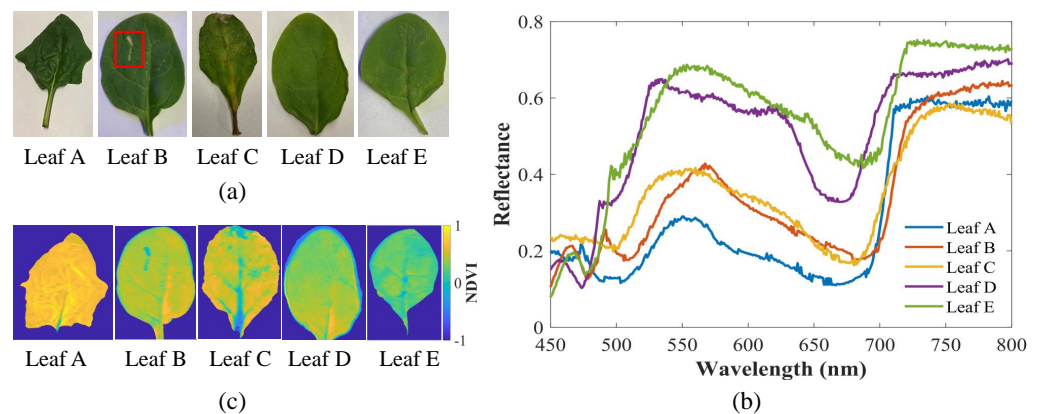 (a)
Leaf A Leaf B Leaf C Leaf D Leaf E
(a)
1
0
-1
NDVI
Leaf A Leaf B Leaf C Leaf D Leaf E
(c)
0.8
0.6
0.4
0.2
0
Reflectance
Leaf A
Leaf B
Leaf C
Leaf D
Leaf E
450 500 550 600 650 700 750 800
Wavelength (nm)
(b)